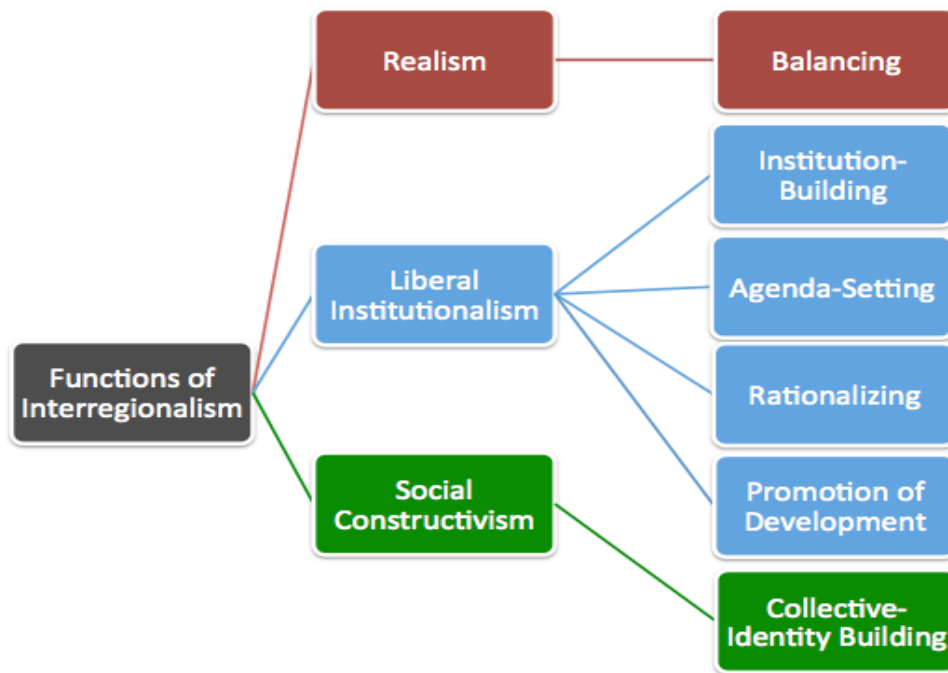 Realism
Balancing
Institution-
Building
Liberal
Institutionalism
Agenda-Setting
Functions of
Interregionalism
Rationalizing
Social
Constructivism
Promotion of
Development
Collective-
Identity Building